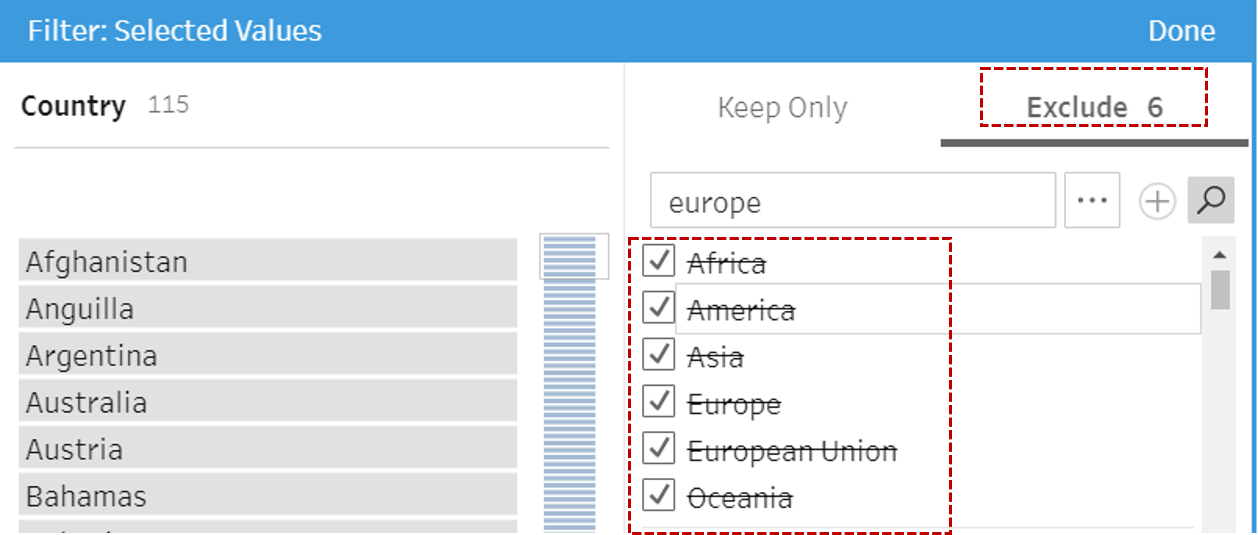 Filter: Selected Values
Done
Country 115
Keep Only
Exclude 6
europe
Afghanistan
Anguilla
Argentina
Australia
Austria
Bahamas
Africa
America
Asia
Europe
European Union
Oceania